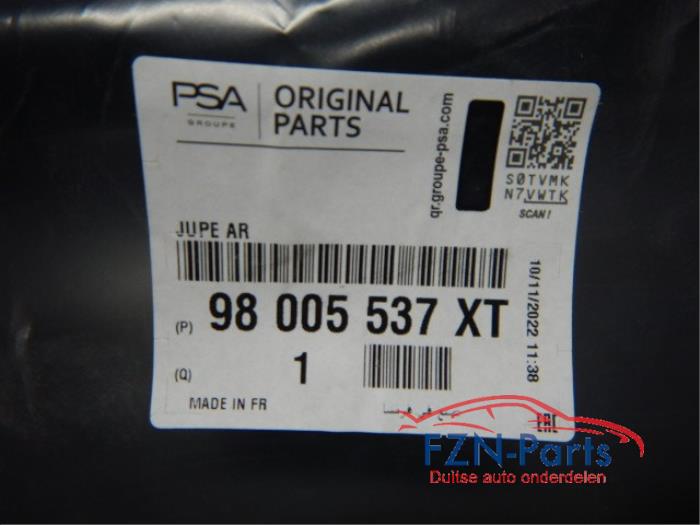 PSA
GROUPE
ORIGINAL
PARTS
qr.groupe-psa.com
S0TVMK
N7VWTK
SCAN!
JUPE AR
(P) 98 005 537 XT
(Q) 1
10/11/2022 11:38
MADE IN FR
EAC
FZN-Parts
Duitse auto onderdelen